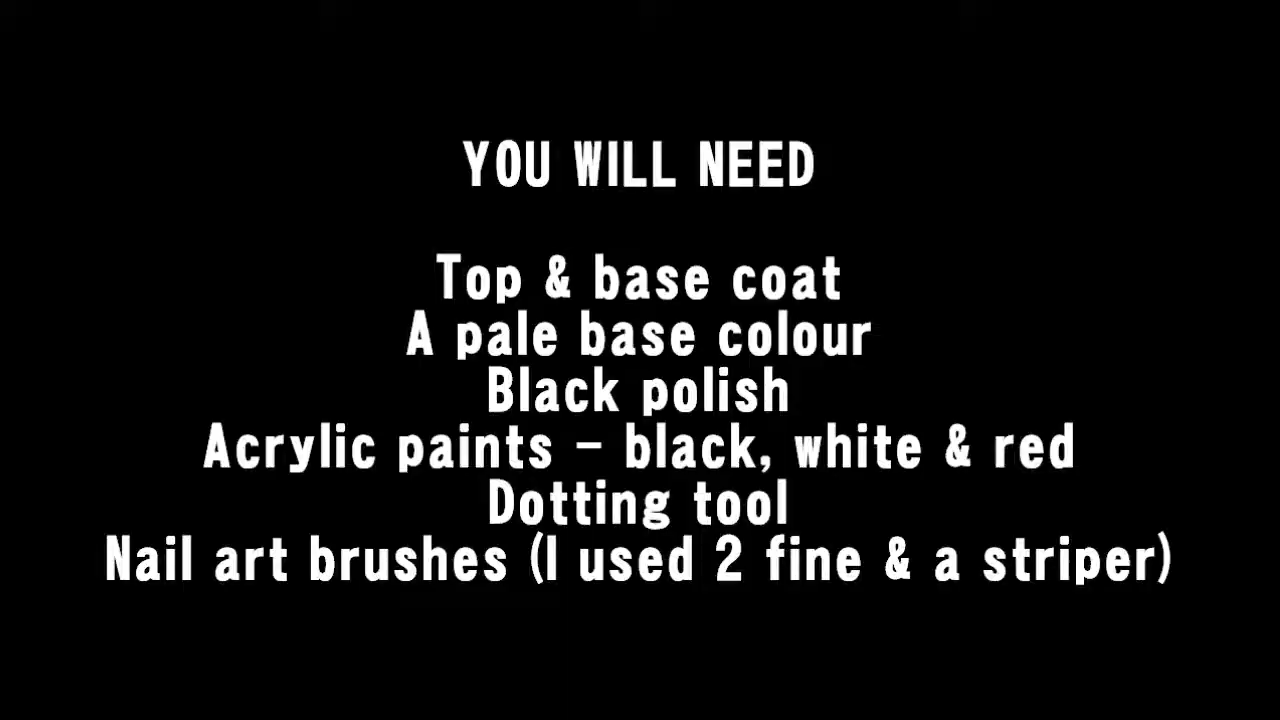 YOU WILL NEED
Top & base coat
A pale base colour
Black polish
Acrylic paints - black, white & red
Dotting tool
Nail art brushes (I used 2 fine & a striper)